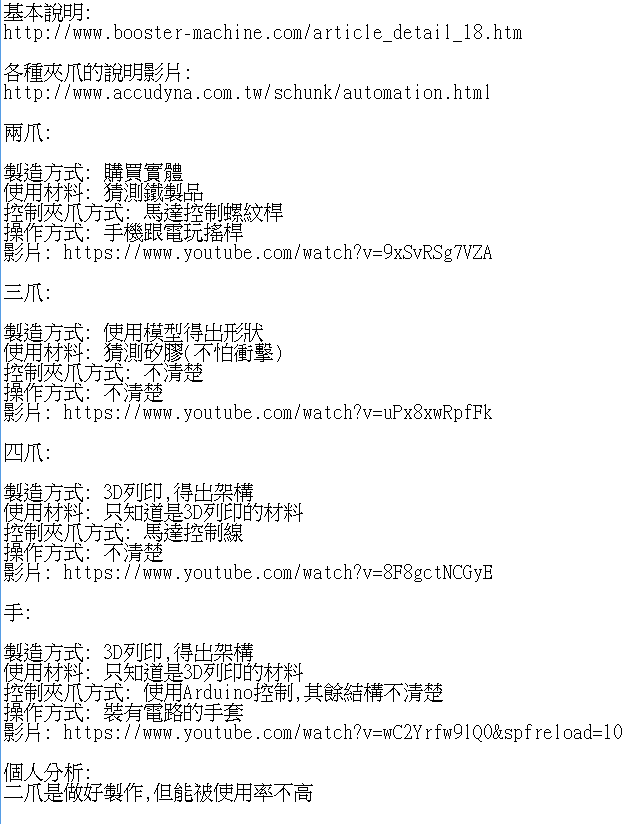 基本說明:
http://www.booster-machine.com/article_detail_18.htm
各種夾爪的說明影片:
http://www.accudyna.com.tw/schunk/automation.html
兩爪:
製造方式: 購買實體
使用材料: 猜測鐵製品
控制夾爪方式: 馬達控制螺紋桿
操作方式: 手機跟電玩搖桿
影片: https://www.youtube.com/watch?v=9xSvRSg7VZA
三爪:
製造方式: 使用模型得出形狀
使用材料: 猜測矽膠(不怕衝擊)
控制夾爪方式: 不清楚
操作方式: 不清楚
影片: https://www.youtube.com/watch?v=uPx8xwRpfFk
四爪:
製造方式: 3D列印,得出架構
使用材料: 只知道是3D列印的材料
控制夾爪方式: 馬達控制線
操作方式: 不清楚
影片: https://www.youtube.com/watch?v=8F8gctNCGyE
手:
製造方式: 3D列印,得出架構
使用材料: 只知道是3D列印的材料
控制夾爪方式: 使用Arduino控制,其餘結構不清楚
操作方式: 裝有電路的手套
影片: https://www.youtube.com/watch?v=wC2Yrfw9lQ0&spfreload=10
個人分析:
二爪是做好製作,但能被使用率不高